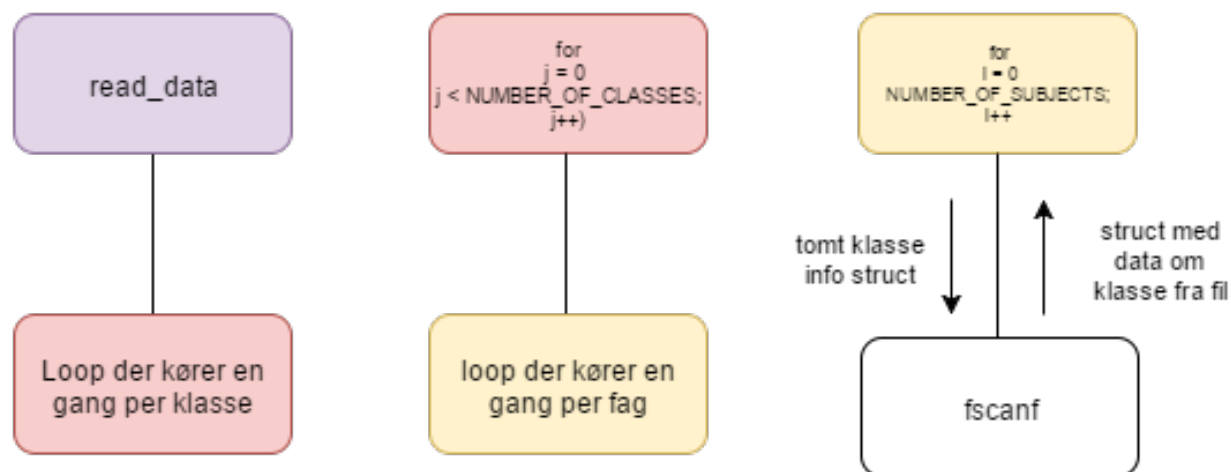 read_data
for
j = 0
j < NUMBER_OF_CLASSES;
j++)
for
l = 0
NUMBER_OF_SUBJECTS;
l++
tomt klasse
info struct
struct med
data om
klasse fra fil
Loop der kører en
gang per klasse
loop der kører en
gang per fag
fscanf